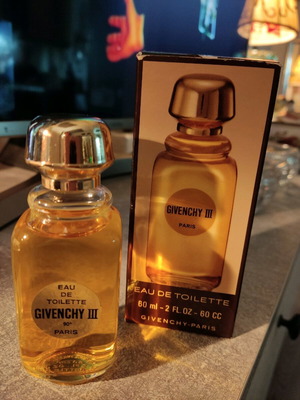 EAU
DE
TOILETTE
GIVENCHY III
90°
PARIS
GIVENCHY III
PARIS
EAU DE TOILETTE
60 ml - 2 FL OZ - 60 CC
GIVENCHY-PARIS